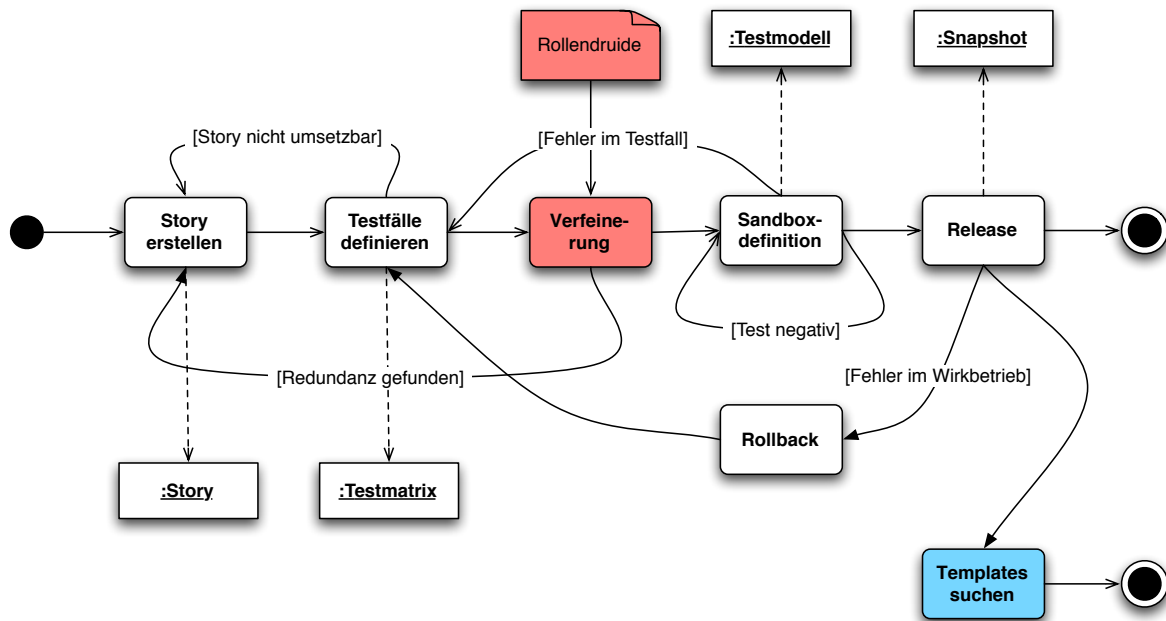 Rollendruide
:Testmodell
:Snapshot
[Story nicht umsetzbar]
[Fehler im Testfall]
Story
erstellen
Testfälle
definieren
Verfeine-
rung
Sandbox-
definition
Release
[Test negativ]
[Redundanz gefunden]
[Fehler im Wirkbetrieb]
Rollback
:Story
:Testmatrix
Templates
suchen